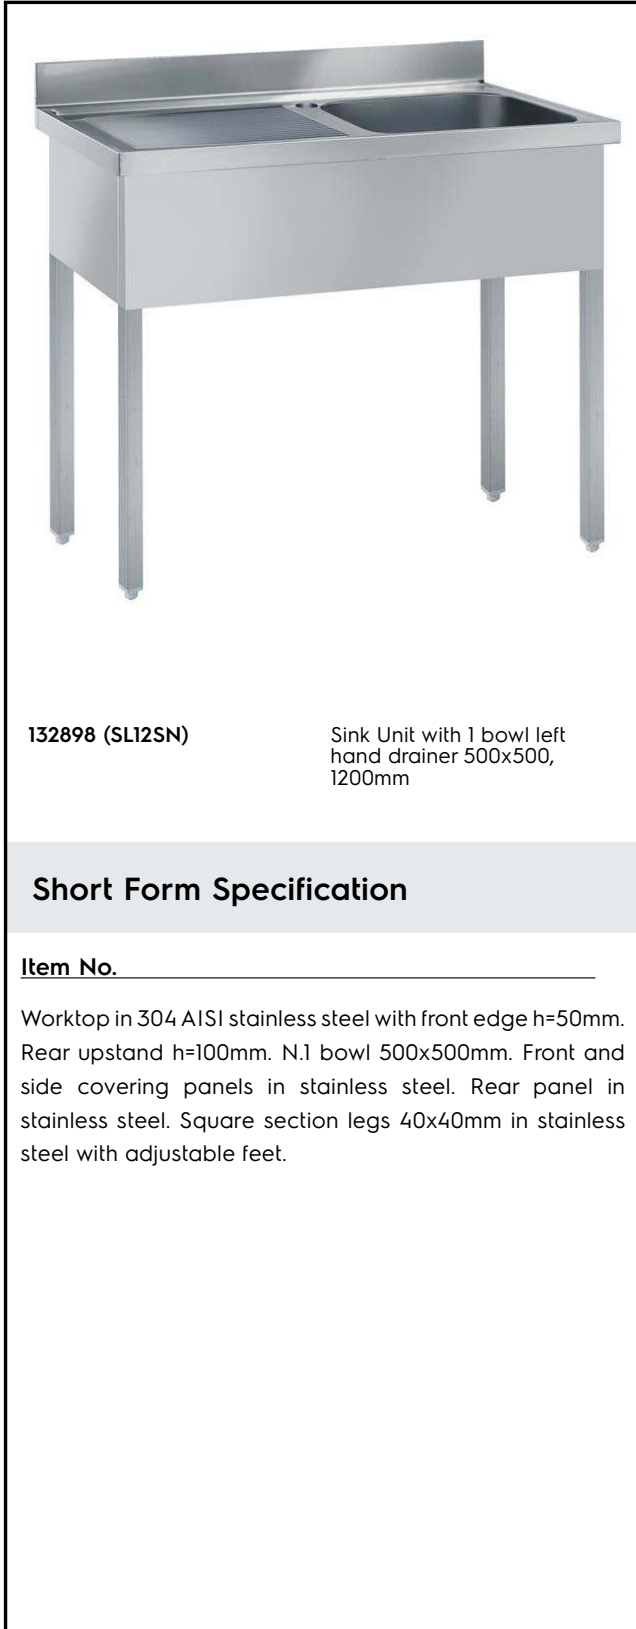 132898 (SL12SN)
Sink Unit with 1 bowl left
hand drainer 500x500,
1200mm
Short Form Specification
Item No.
Worktop in 304 AISI stainless steel with front edge h=50mm.
Rear upstand h=100mm. N.1 bowl 500x500mm. Front and
side covering panels in stainless steel. Rear panel in
stainless steel. Square section legs 40x40mm in stainless
steel with adjustable feet.